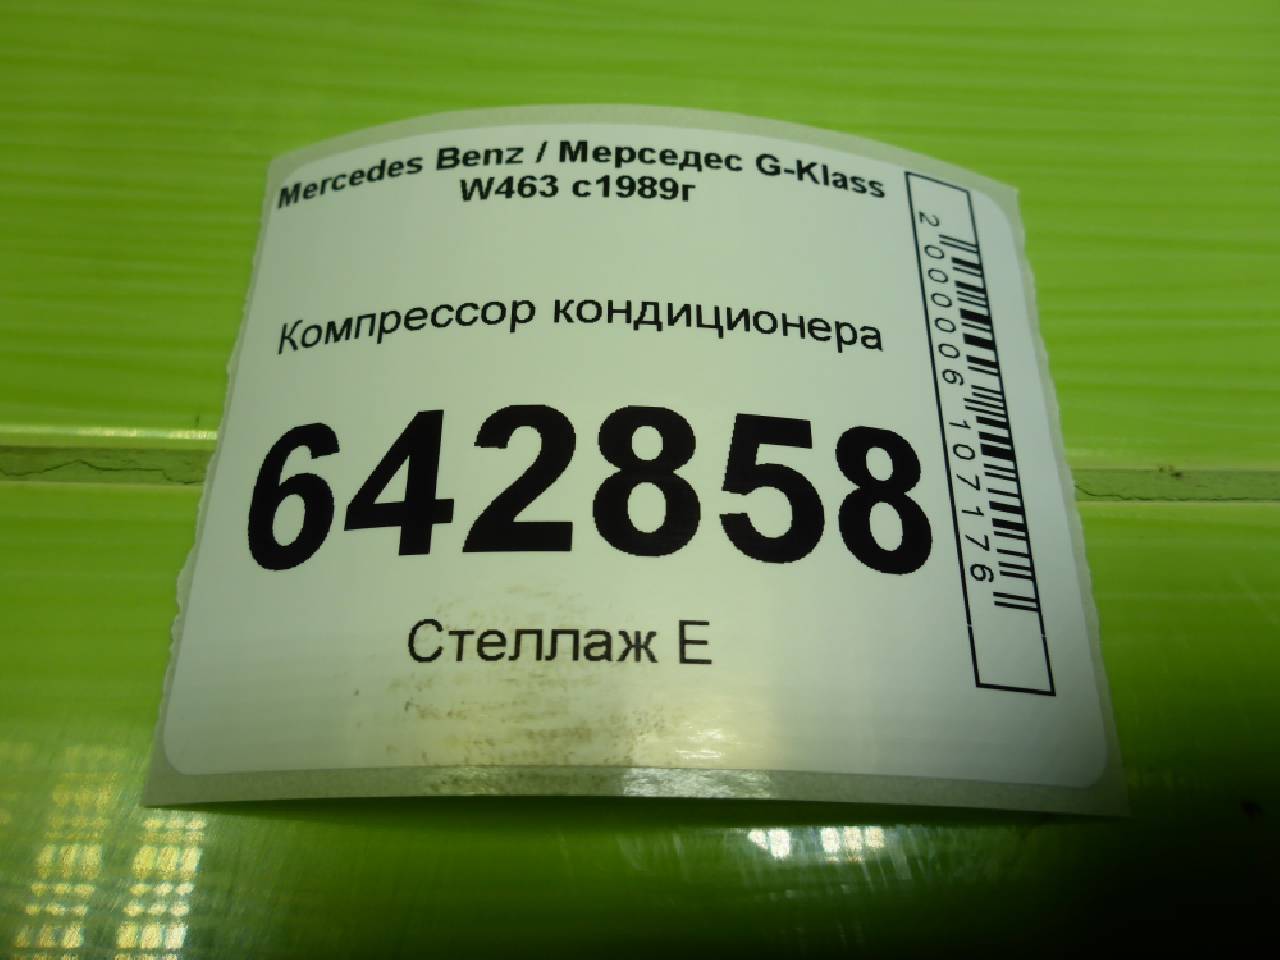 Mercedes Benz / Мерседес G-Klass
W463 с1989г
Компрессор кондиционера
642858
Стеллаж Е
2000006107176